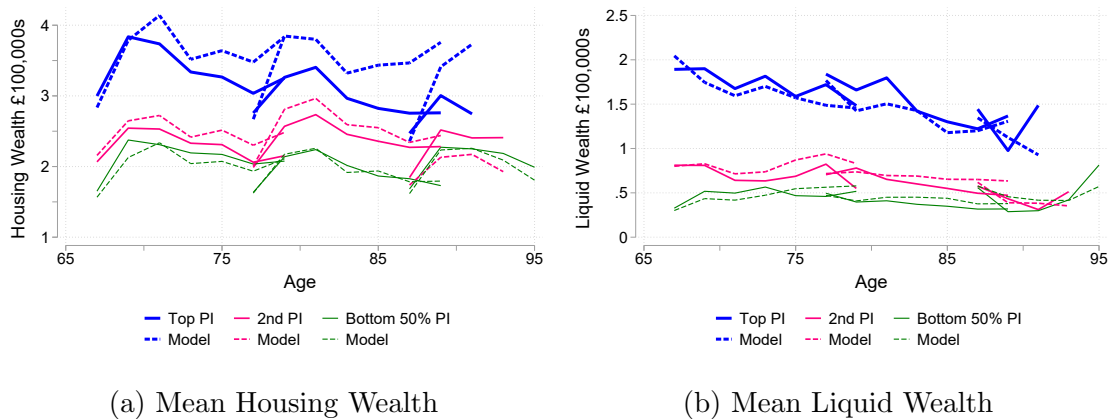 Housing Wealth £100,000s
4
3
2
1
65
75
85
95
Age
Top PI
2nd PI
Bottom 50% PI
Model
Model
Model
(a) Mean Housing Wealth
Liquid Wealth £100,000s
2.5
2
1.5
1
.5
0
65
75
85
95
Age
Top PI
2nd PI
Bottom 50% PI
Model
Model
Model
(b) Mean Liquid Wealth